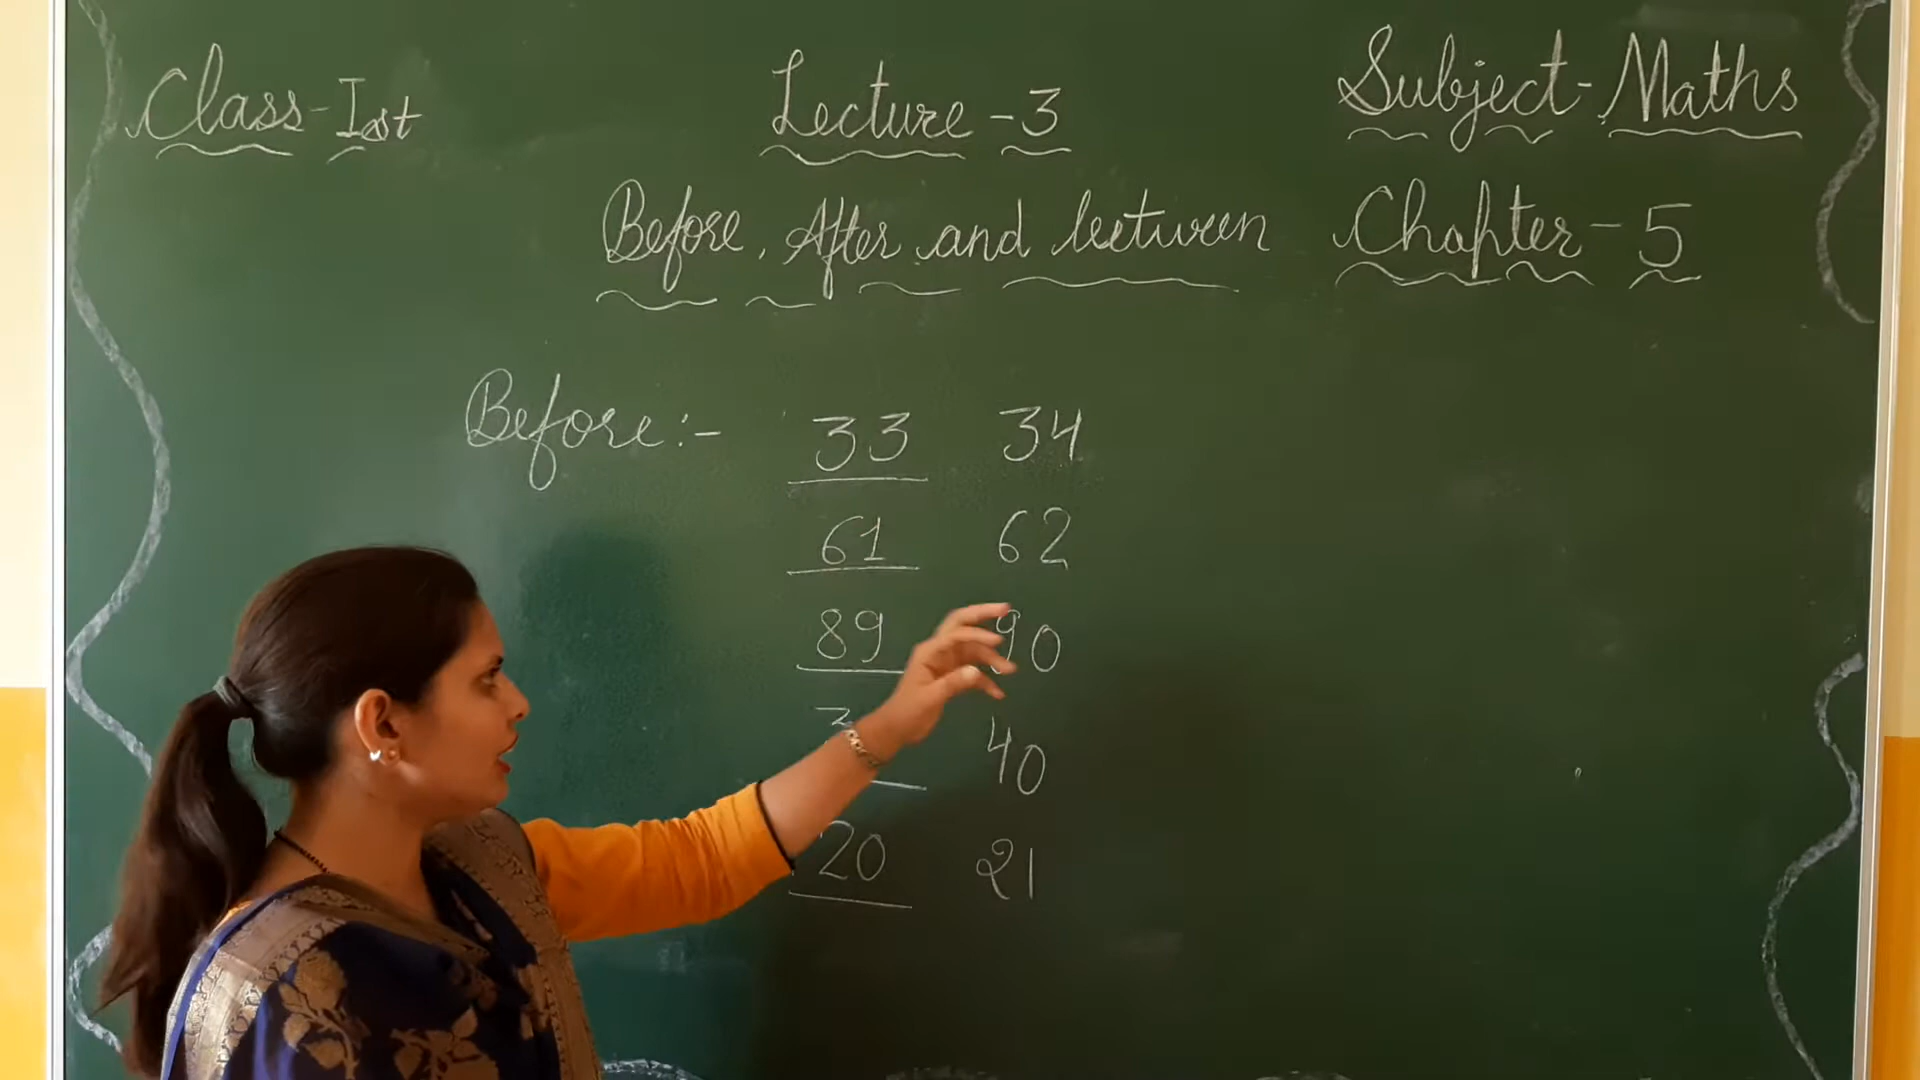 Class-Ist Lecture-3 Subject-Maths
Before, After and between Chapter-5
Before:- 33 34
61 62
89 90
40
20 21